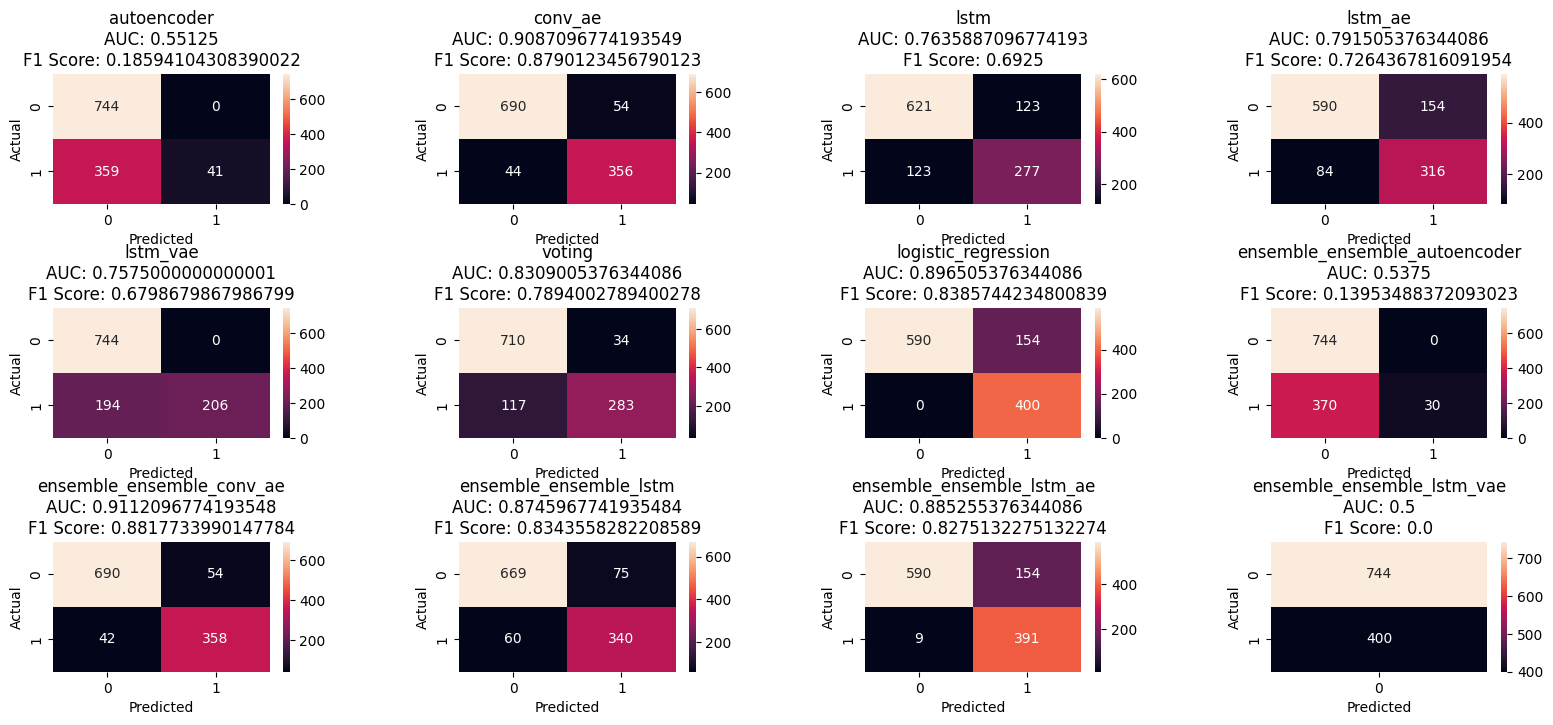 autoencoder
AUC: 0.55125
F1 Score: 0.18594104308390022
744 0
359 41
0
1
Actual
0 1
Predicted
600
400
200
0
conv_ae
AUC: 0.9087096774193549
F1 Score: 0.8790123456790123
690 54
44 356
0
1
Actual
0 1
Predicted
600
400
200
lstm
AUC: 0.7635887096774193
F1 Score: 0.6925
621 123
123 277
0
1
Actual
0 1
Predicted
600
400
200
lstm_ae
AUC: 0.791505376344086
F1 Score: 0.7264367816091954
590 154
84 316
0
1
Actual
0 1
Predicted
400
200
lstm_vae
AUC: 0.7575000000000001
F1 Score: 0.6798679867986799
744 0
194 206
0
1
Actual
0 1
Predicted
600
400
200
0
voting
AUC: 0.8309005376344086
F1 Score: 0.7894002789400278
710 34
117 283
0
1
Actual
0 1
Predicted
600
400
200
logistic_regression
AUC: 0.896505376344086
F1 Score: 0.8385744234800839
590 154
0 400
0
1
Actual
0 1
Predicted
400
200
0
ensemble_ensemble_autoencoder
AUC: 0.5375
F1 Score: 0.13953488372093023
744 0
370 30
0
1
Actual
0 1
Predicted
600
400
200
0
ensemble_ensemble_conv_ae
AUC: 0.9112096774193548
F1 Score: 0.8817733990147784
690 54
42 358
0
1
Actual
0 1
Predicted
600
400
200
ensemble_ensemble_lstm
AUC: 0.8745967741935484
F1 Score: 0.8343558282208589
669 75
60 340
0
1
Actual
0 1
Predicted
600
400
200
ensemble_ensemble_lstm_ae
AUC: 0.885255376344086
F1 Score: 0.8275132275132274
590 154
9 391
0
1
Actual
0 1
Predicted
400
200
ensemble_ensemble_lstm_vae
AUC: 0.5
F1 Score: 0.0
744
400
0
1
Actual
0
Predicted
700
600
500
400